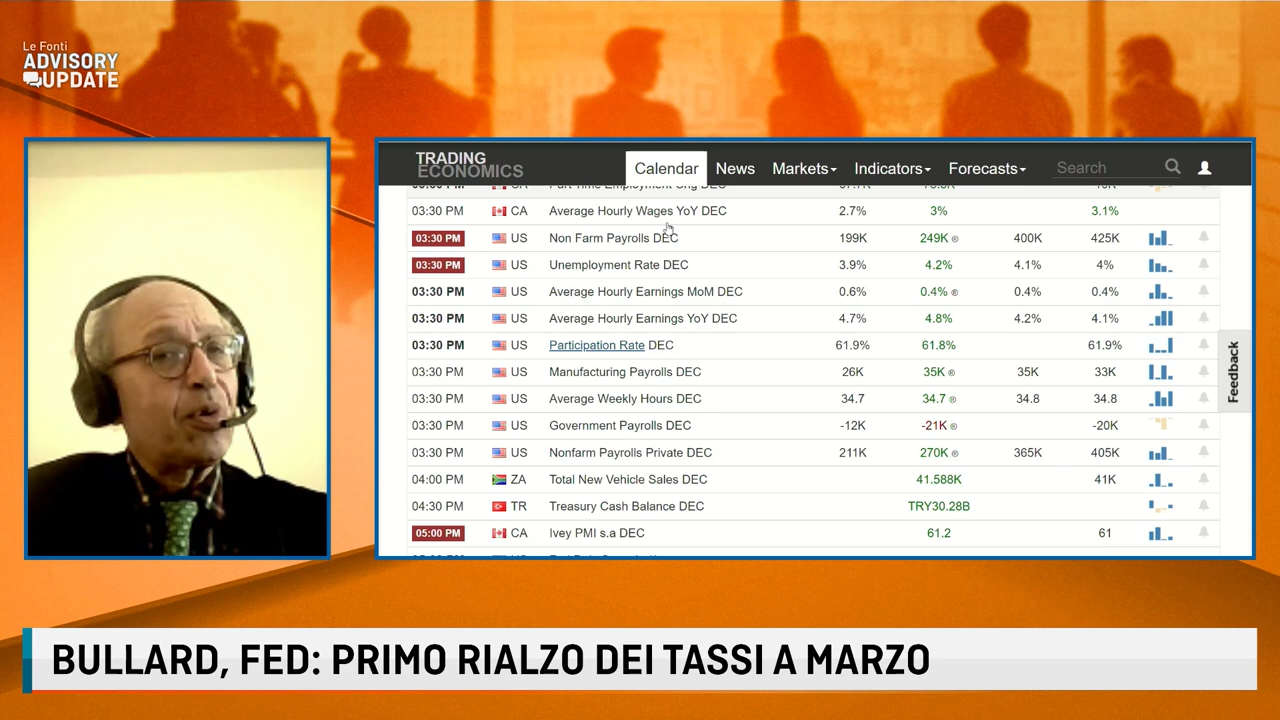 Le Fonti
ADVISORY
UPDATE
TRADING
ECONOMICS
Calendar News Markets Indicators Forecasts Search
03:30 PM CA Average Hourly Wages YoY DEC 2.7% 3% 3.1%
03:30 PM US Non Farm Payrolls DEC 199K 249K ® 400K 425K
03:30 PM US Unemployment Rate DEC 3.9% 4.2% 4.1% 4%
03:30 PM US Average Hourly Earnings MoM DEC 0.6% 0.4% ® 0.4% 0.4%
03:30 PM US Average Hourly Earnings YoY DEC 4.7% 4.8% 4.2% 4.1%
03:30 PM US Participation Rate DEC 61.9% 61.8% 61.9%
03:30 PM US Manufacturing Payrolls DEC 26K 35K ® 35K 33K
03:30 PM US Average Weekly Hours DEC 34.7 34.7 ® 34.8 34.8
03:30 PM US Government Payrolls DEC -12K -21K ® -20K
03:30 PM US Nonfarm Payrolls Private DEC 211K 270K ® 365K 405K
04:00 PM ZA Total New Vehicle Sales DEC 41.588K 41K
04:30 PM TR Treasury Cash Balance DEC TRY30.28B
05:00 PM CA Ivey PMI s.a DEC 61.2 61
Feedback
BULLARD, FED: PRIMO RIALZO DEI TASSI A MARZO